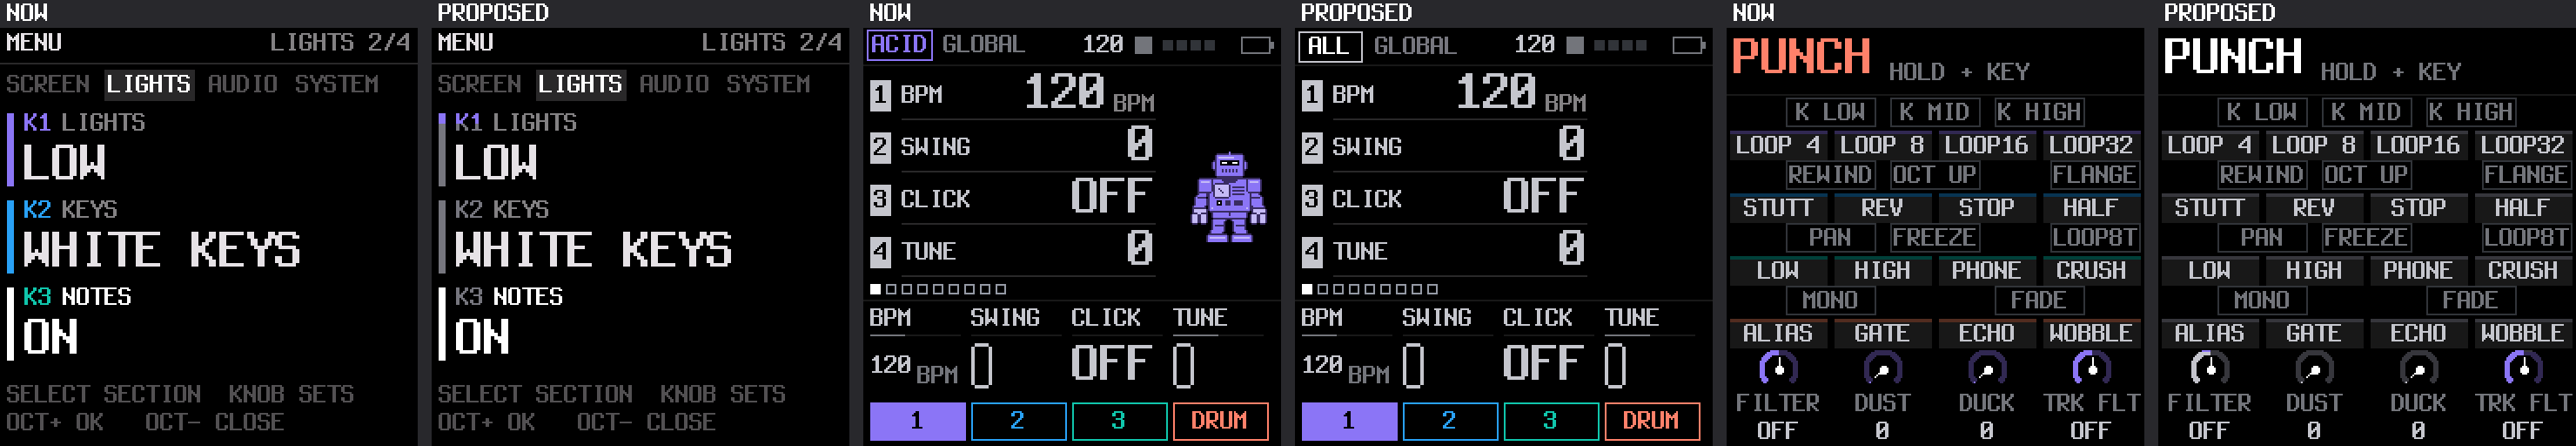 NOW
MENU LIGHTS 2/4
SCREEN LIGHTS AUDIO SYSTEM
K1 LIGHTS
LOW
K2 KEYS
WHITE KEYS
K3 NOTES
ON
SELECT SECTION KNOB SETS
OCT+ OK OCT- CLOSE
PROPOSED
MENU LIGHTS 2/4
SCREEN LIGHTS AUDIO SYSTEM
K1 LIGHTS
LOW
K2 KEYS
WHITE KEYS
K3 NOTES
ON
SELECT SECTION KNOB SETS
OCT+ OK OCT- CLOSE
NOW
ACID GLOBAL 120
1 BPM 120 BPM
2 SWING 0
3 CLICK OFF
4 TUNE 0
BPM SWING CLICK TUNE
120 BPM 0 OFF 0
1 2 3 DRUM
PROPOSED
ALL GLOBAL 120
1 BPM 120 BPM
2 SWING 0
3 CLICK OFF
4 TUNE 0
BPM SWING CLICK TUNE
120 BPM 0 OFF 0
1 2 3 DRUM
NOW
PUNCH HOLD + KEY
K LOW K MID K HIGH
LOOP 4 LOOP 8 LOOP16 LOOP32
REWIND OCT UP FLANGE
STUTT REV STOP HALF
PAN FREEZE LOOP8T
LOW HIGH PHONE CRUSH
MONO FADE
ALIAS GATE ECHO WOBBLE
FILTER DUST DUCK TRK FLT
OFF 0 0 OFF
PROPOSED
PUNCH HOLD + KEY
K LOW K MID K HIGH
LOOP 4 LOOP 8 LOOP16 LOOP32
REWIND OCT UP FLANGE
STUTT REV STOP HALF
PAN FREEZE LOOP8T
LOW HIGH PHONE CRUSH
MONO FADE
ALIAS GATE ECHO WOBBLE
FILTER DUST DUCK TRK FLT
OFF 0 0 OFF